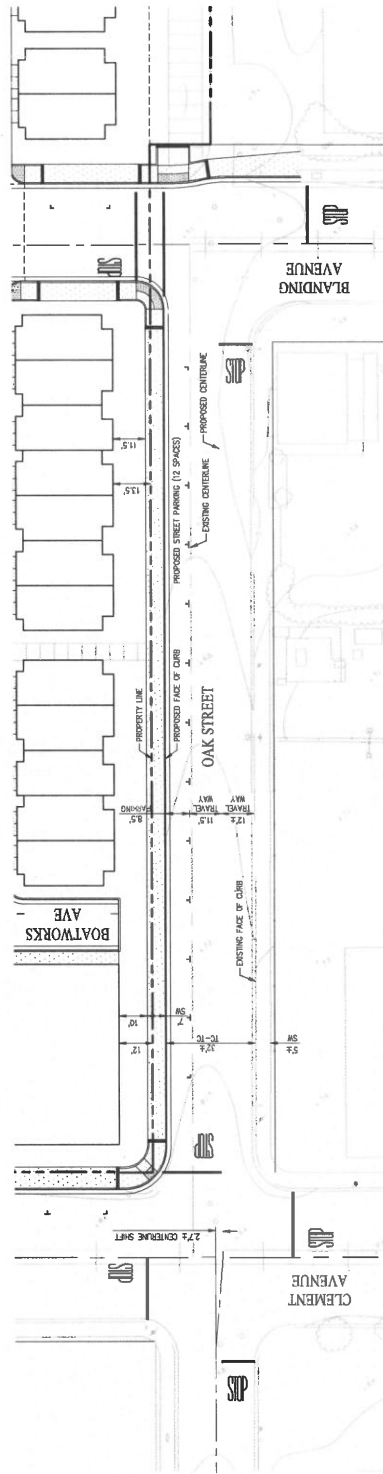 STOP
STOP
BLANDING
AVENUE
STOP
11.5'
13.5'
PROPOSED STREET PARKING (12 SPACES)
EXISTING CENTERLINE
PROPOSED CENTERLINE
PROPERTY LINE
PROPOSED FACE OF CURB
OAK STREET
8.5'
PARKING
11.5'
TRAVEL
WAY
12'±
TRAVEL
WAY
EXISTING FACE OF CURB
BOATWORKS
AVE
10'
12'
7'
SW
32'±
TC-TC
5'±
SW
STOP
2.7'± CENTERLINE SHIFT
STOP
STOP
CLEMENT
AVENUE
STOP